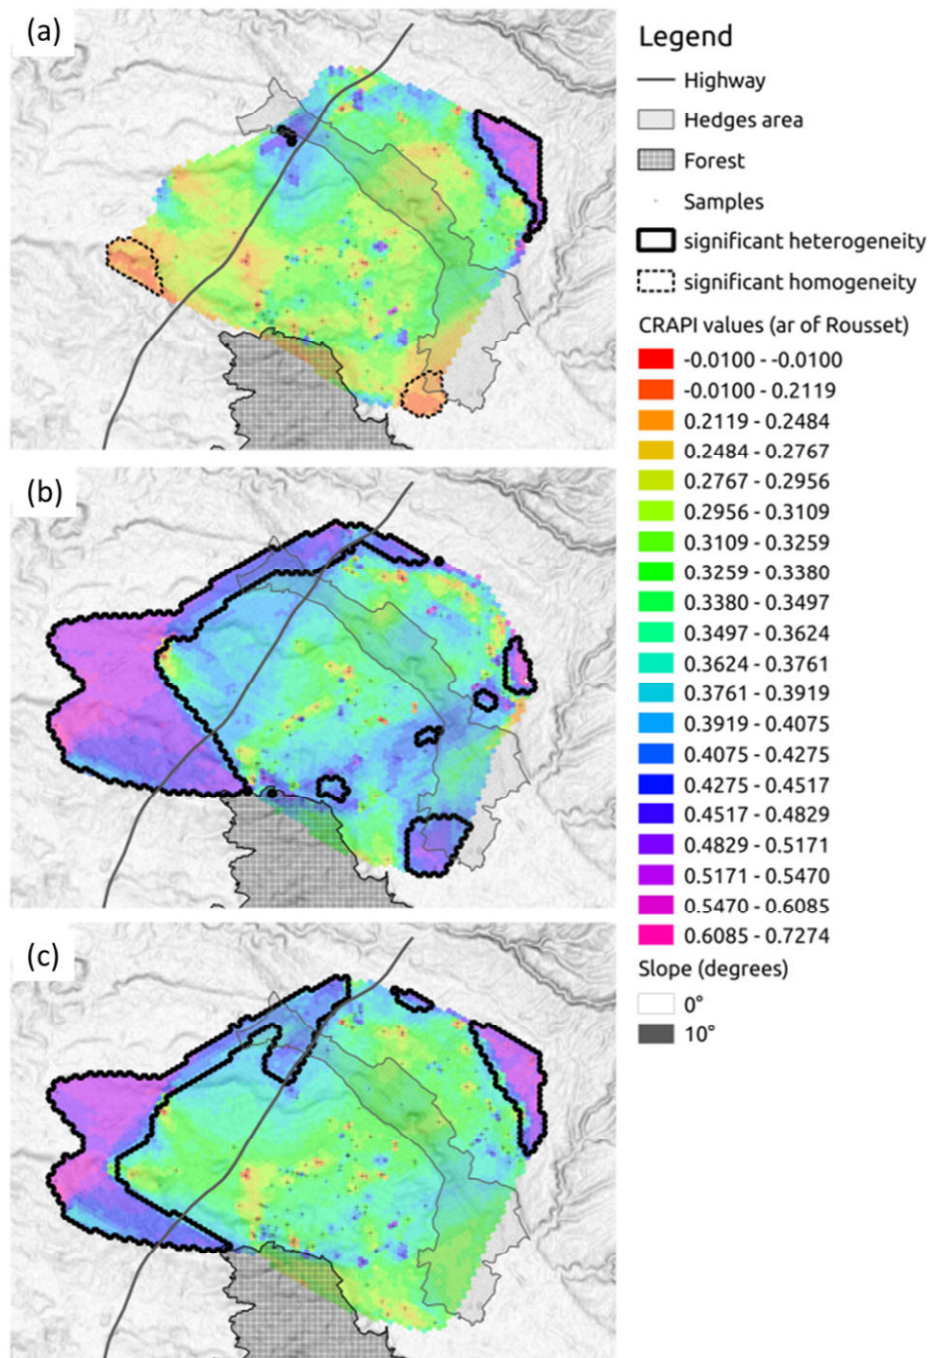 (a)
(b)
(c)
Legend
Highway
Hedges area
Forest
Samples
significant heterogeneity
significant homogeneity
CRAPI values (ar of Rousset)
-0.0100 - -0.0100
-0.0100 - 0.2119
0.2119 - 0.2484
0.2484 - 0.2767
0.2767 - 0.2956
0.2956 - 0.3109
0.3109 - 0.3259
0.3259 - 0.3380
0.3380 - 0.3497
0.3497 - 0.3624
0.3624 - 0.3761
0.3761 - 0.3919
0.3919 - 0.4075
0.4075 - 0.4275
0.4275 - 0.4517
0.4517 - 0.4829
0.4829 - 0.5171
0.5171 - 0.5470
0.5470 - 0.6085
0.6085 - 0.7274
Slope (degrees)
0°
10°